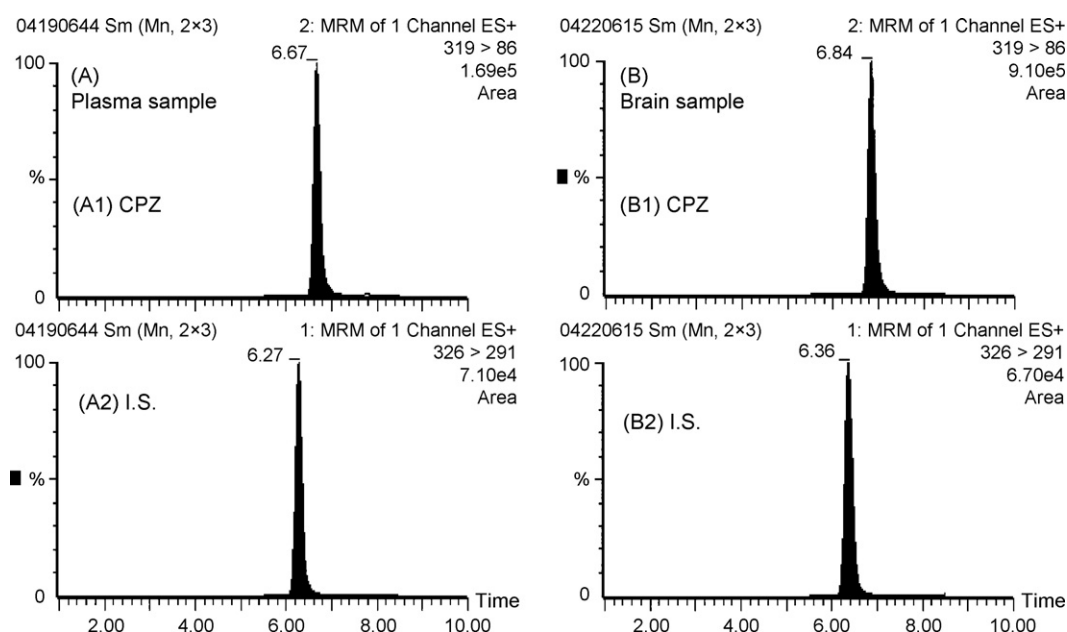 04190644 Sm (Mn, 2×3) 2: MRM of 1 Channel ES+
319 > 86
1.69e5
Area
6.67
100
(A)
Plasma sample
%
(A1) CPZ
0
04220615 Sm (Mn, 2×3) 2: MRM of 1 Channel ES+
319 > 86
9.10e5
Area
6.84
100
(B)
Brain sample
%
(B1) CPZ
0
04190644 Sm (Mn, 2×3) 1: MRM of 1 Channel ES+
326 > 291
7.10e4
Area
6.27
100
(A2) I.S.
%
0
Time
2.00 4.00 6.00 8.00 10.00
04220615 Sm (Mn, 2×3) 1: MRM of 1 Channel ES+
326 > 291
6.70e4
Area
6.36
100
(B2) I.S.
%
0
Time
2.00 4.00 6.00 8.00 10.00